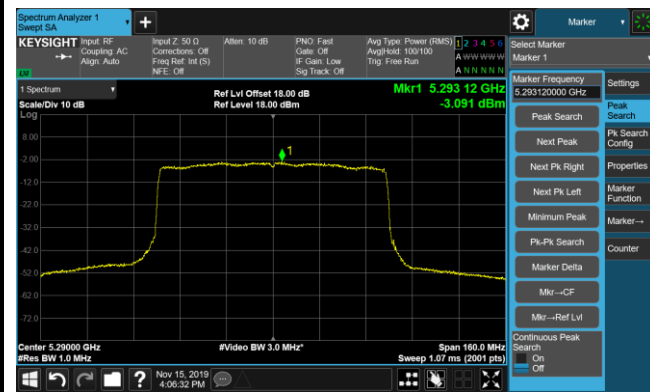 Spectrum Analyzer 1
Swept SA
+
Marker
KEYSIGHT
Input: RF
Coupling: AC
Align: Auto
Input Z: 50 Ω
Corrections: Off
Freq Ref: Int (S)
NFE: Off
Atten: 10 dB
PNO: Fast
Gate: Off
IF Gain: Low
Sig Track: Off
Avg Type: Power (RMS)
Avg|Hold: 100/100
Trig: Free Run
1 2 3 4 5 6
A W W W W W
A N N N N N
LXI
Select Marker
Marker 1
1 Spectrum
Scale/Div 10 dB
Log
Ref Lvl Offset 18.00 dB
Ref Level 18.00 dBm
Mkr1 5.293 12 GHz
-3.091 dBm
8.00
-2.00
-12.0
-22.0
-32.0
-42.0
-52.0
-62.0
-72.0
1
Center 5.29000 GHz
#Res BW 1.0 MHz
#Video BW 3.0 MHz*
Span 160.0 MHz
Sweep 1.07 ms (2001 pts)
Marker Frequency
5.293120000 GHz
Peak Search
Next Peak
Next Pk Right
Next Pk Left
Minimum Peak
Pk-Pk Search
Marker Delta
Mkr→CF
Mkr→Ref Lvl
Continuous Peak
Search
On
Off
Settings
Peak
Search
Pk Search
Config
Properties
Marker
Function
Marker→
Counter
?
Nov 15, 2019
4:06:32 PM